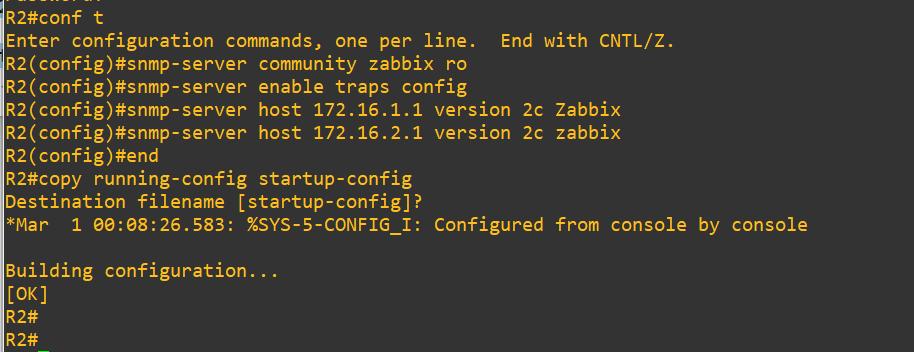 R2#conf t
Enter configuration commands, one per line.  End with CNTL/Z.
R2(config)#snmp-server community zabbix ro
R2(config)#snmp-server enable traps config
R2(config)#snmp-server host 172.16.1.1 version 2c Zabbix
R2(config)#snmp-server host 172.16.2.1 version 2c zabbix
R2(config)#end
R2#copy running-config startup-config
Destination filename [startup-config]?
*Mar  1 00:08:26.583: %SYS-5-CONFIG_I: Configured from console by console
Building configuration...
[OK]
R2#
R2#